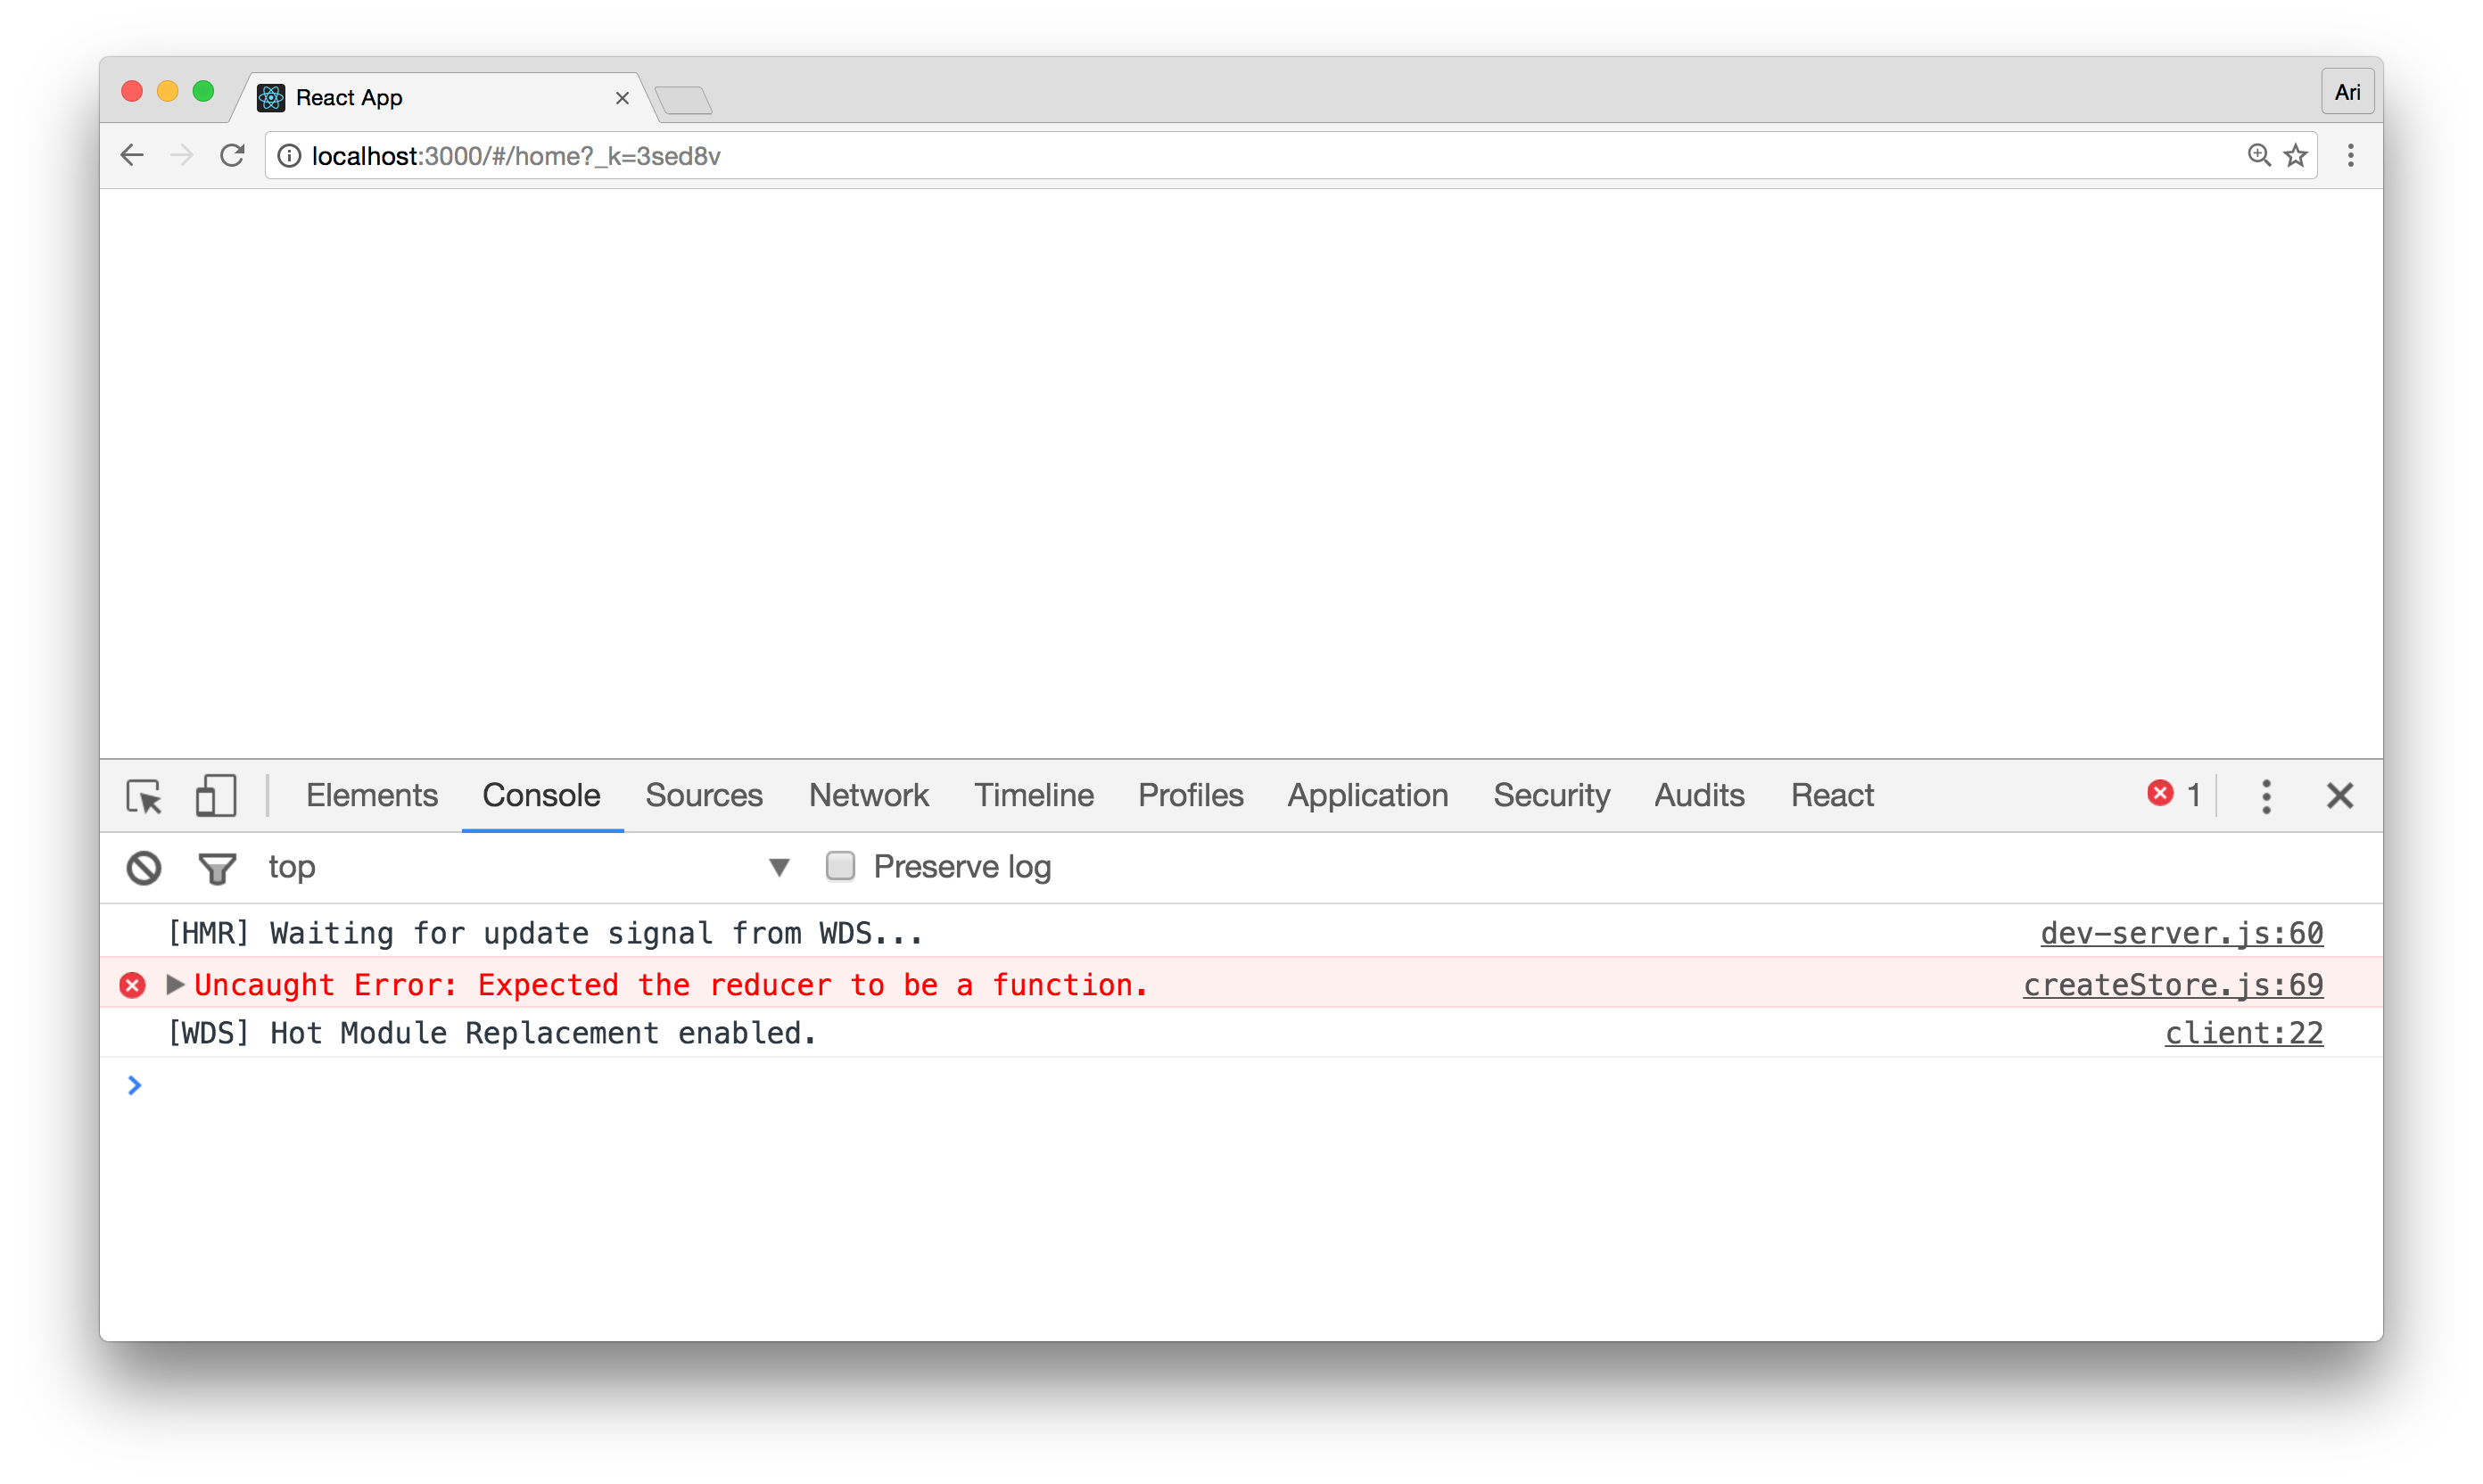 React App
Ari
localhost:3000/#/home?_k=3sed8v
Elements Console Sources Network Timeline Profiles Application Security Audits React 1
top Preserve log
[HMR] Waiting for update signal from WDS... dev-server.js:60
Uncaught Error: Expected the reducer to be a function. createStore.js:69
[WDS] Hot Module Replacement enabled. client:22